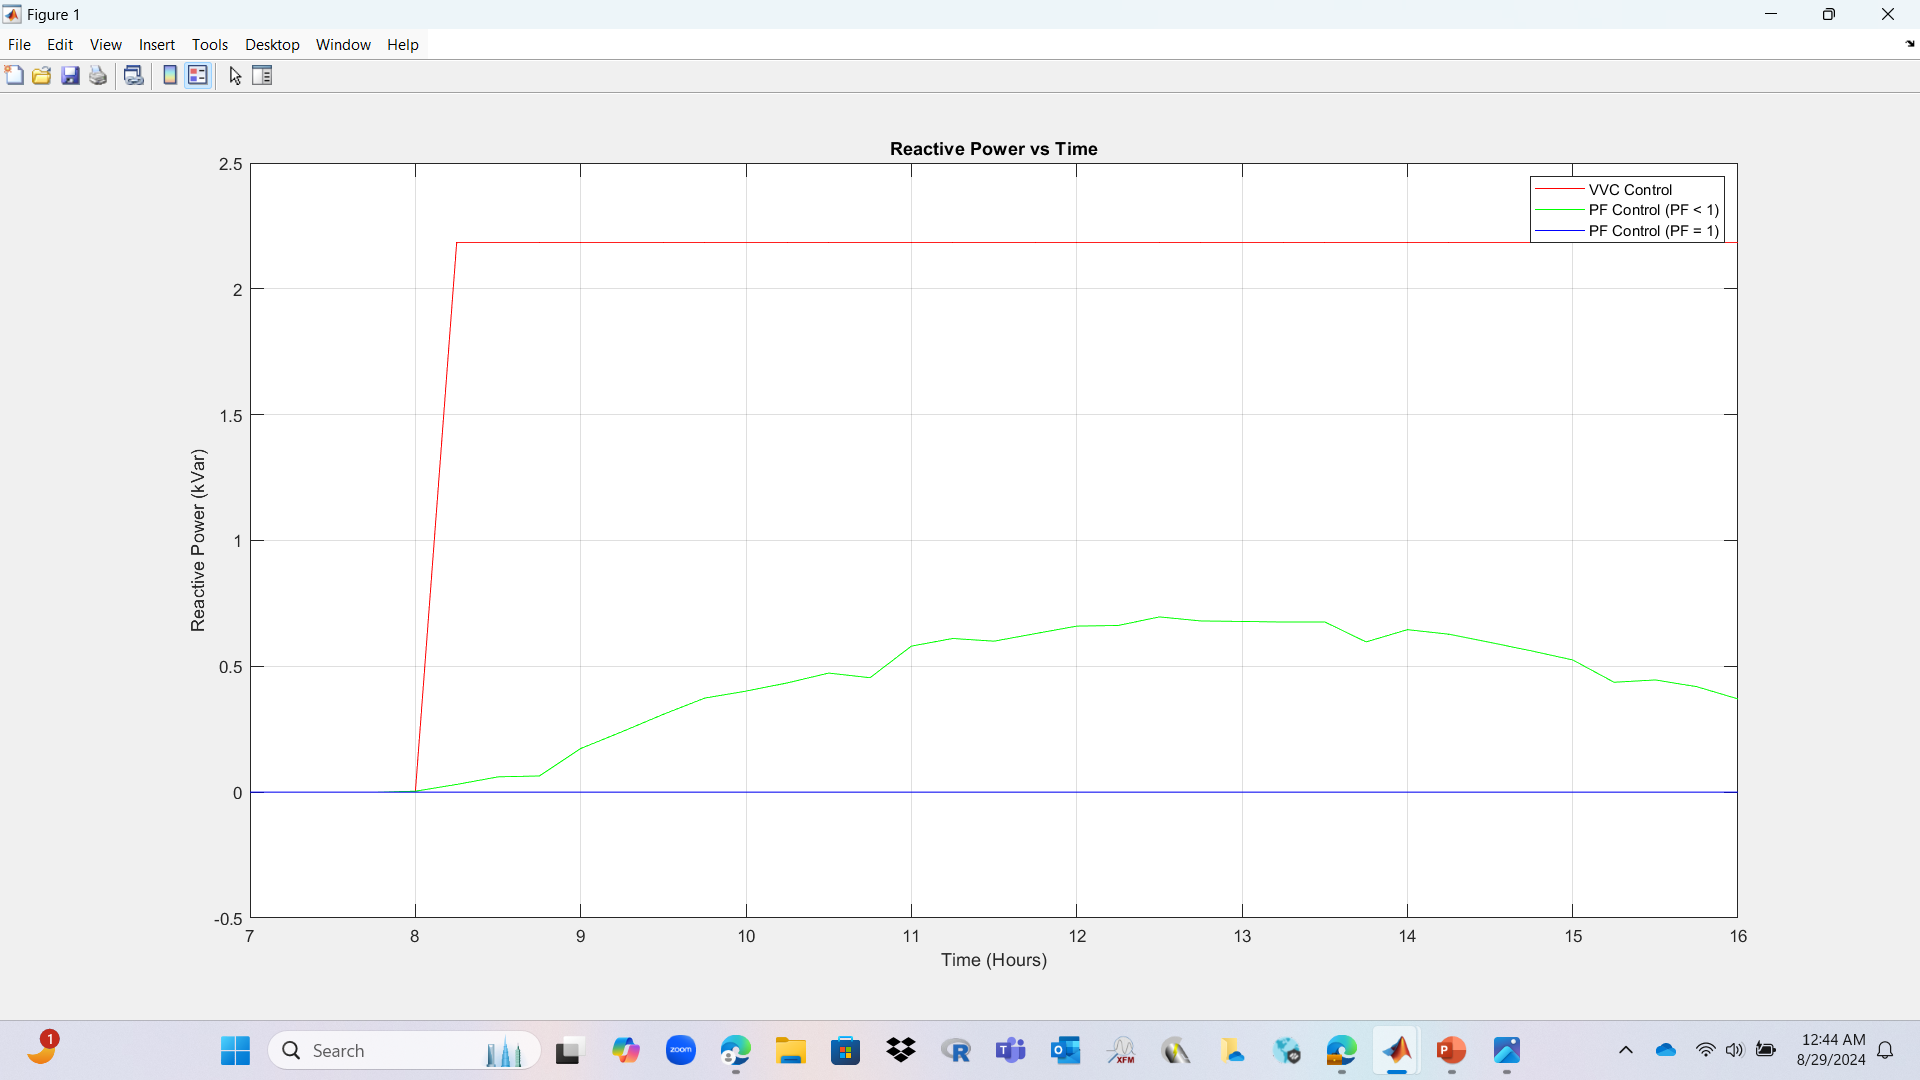 Figure 1
File Edit View Insert Tools Desktop Window Help
Reactive Power vs Time
2.5
2
1.5
1
0.5
0
-0.5
Reactive Power (kVar)
VVC Control
PF Control (PF < 1)
PF Control (PF = 1)
7 8 9 10 11 12 13 14 15 16
Time (Hours)
1
Search
zoom
XFM
12:44 AM
8/29/2024